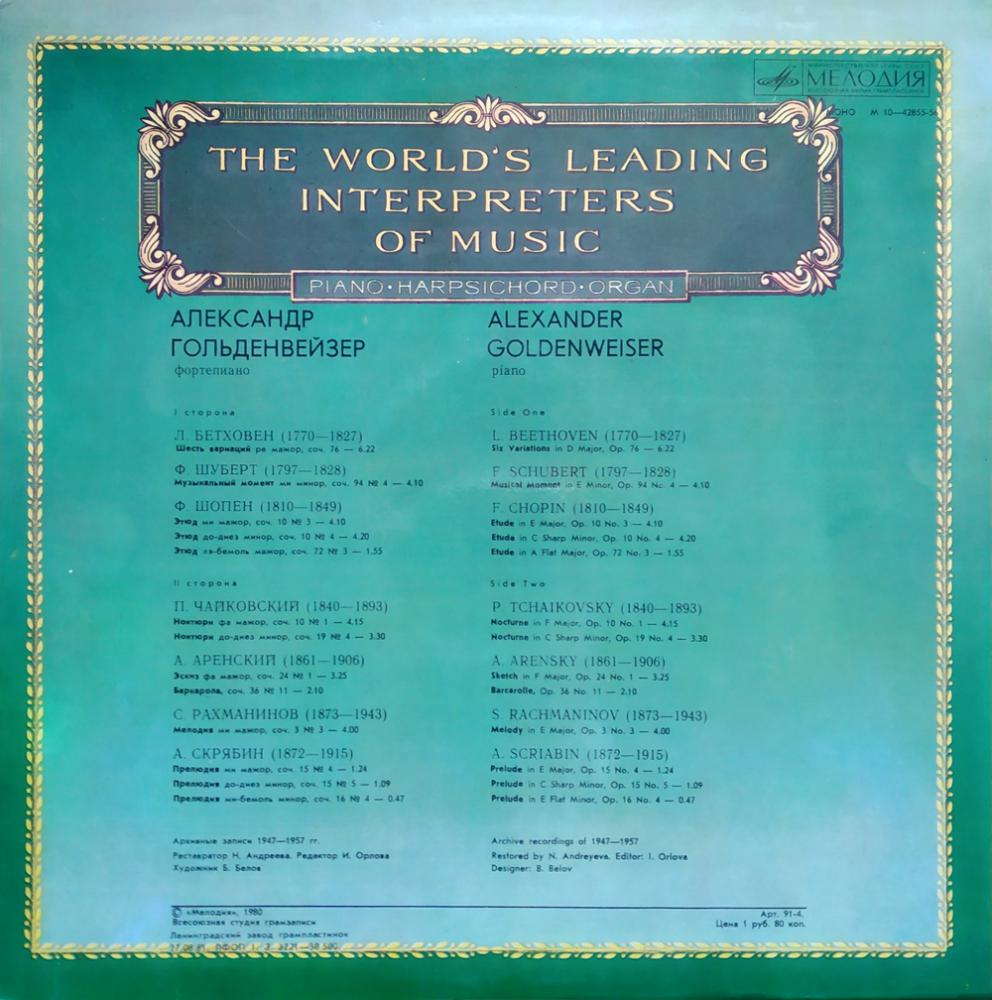 МИНИСТЕРСТВО КУЛЬТУРЫ СССР
МЕЛОДИЯ
ВСЕСОЮЗНАЯ ФИРМА ГРАМПЛАСТИНОК
МОНО М 10—42855-56
THE WORLD'S LEADING
INTERPRETERS
OF MUSIC
PIANO·HARPSICHORD·ORGAN
АЛЕКСАНДР
ГОЛЬДЕНВЕЙЗЕР
фортепиано
I сторона
Л. БЕТХОВЕН (1770—1827)
Шесть вариаций ре мажор, соч. 76 — 6.22
Ф. ШУБЕРТ (1797—1828)
Музыкальный момент ми минор, соч. 94 № 4 — 4.10
Ф. ШОПЕН (1810—1849)
Этюд ми мажор, соч. 10 № 3 — 4.10
Этюд до-диез минор, соч. 10 № 4 — 4.20
Этюд ля-бемоль мажор, соч. 72 № 3 — 1.55
II сторона
П. ЧАЙКОВСКИЙ (1840—1893)
Ноктюрн фа мажор, соч. 10 № 1 — 4.15
Ноктюрн до-диез минор, соч. 19 № 4 — 3.30
А. АРЕНСКИЙ (1861—1906)
Эскиз фа мажор, соч. 24 № 1 — 3.25
Баркарола, соч. 36 № 11 — 2.10
С. РАХМАНИНОВ (1873—1943)
Мелодия ми мажор, соч. 3 № 3 — 4.00
А. СКРЯБИН (1872—1915)
Прелюдия ми мажор, соч. 15 № 4 — 1.24
Прелюдия до-диез минор, соч. 15 № 5 — 1.09
Прелюдия ми-бемоль минор, соч. 16 № 4 — 0.47
Архивные записи 1947—1957 гг.
Реставратор Н. Андреева. Редактор И. Орлова
Художник Б. Белов
ALEXANDER
GOLDENWEISER
piano
Side One
L. BEETHOVEN (1770—1827)
Six Variations in D Major, Op. 76 — 6.22
F. SCHUBERT (1797—1828)
Musical Moment in E Minor, Op. 94 No. 4 — 4.10
F. CHOPIN (1810—1849)
Etude in E Major, Op. 10 No. 3 — 4.10
Etude in C Sharp Minor, Op. 10 No. 4 — 4.20
Etude in A Flat Major, Op. 72 No. 3 — 1.55
Side Two
P. TCHAIKOVSKY (1840—1893)
Nocturne in F Major, Op. 10 No. 1 — 4.15
Nocturne in C Sharp Minor, Op. 19 No. 4 — 3.30
A. ARENSKY (1861—1906)
Sketch in F Major, Op. 24 No. 1 — 3.25
Barcarolle, Op. 36 No. 11 — 2.10
S. RACHMANINOV (1873—1943)
Melody in E Major, Op. 3 No. 3 — 4.00
A. SCRIABIN (1872—1915)
Prelude in E Major, Op. 15 No. 4 — 1.24
Prelude in C Sharp Minor, Op. 15 No. 5 — 1.09
Prelude in E Flat Minor, Op. 16 No. 4 — 0.47
Archive recordings of 1947—1957
Restored by N. Andreyeva. Editor: I. Orlova
Designer: B. Belov
© «Мелодия», 1980
Всесоюзная студия грамзаписи
Ленинградский завод грампластинок
Арт. 91-4.
Цена 1 руб. 80 коп.